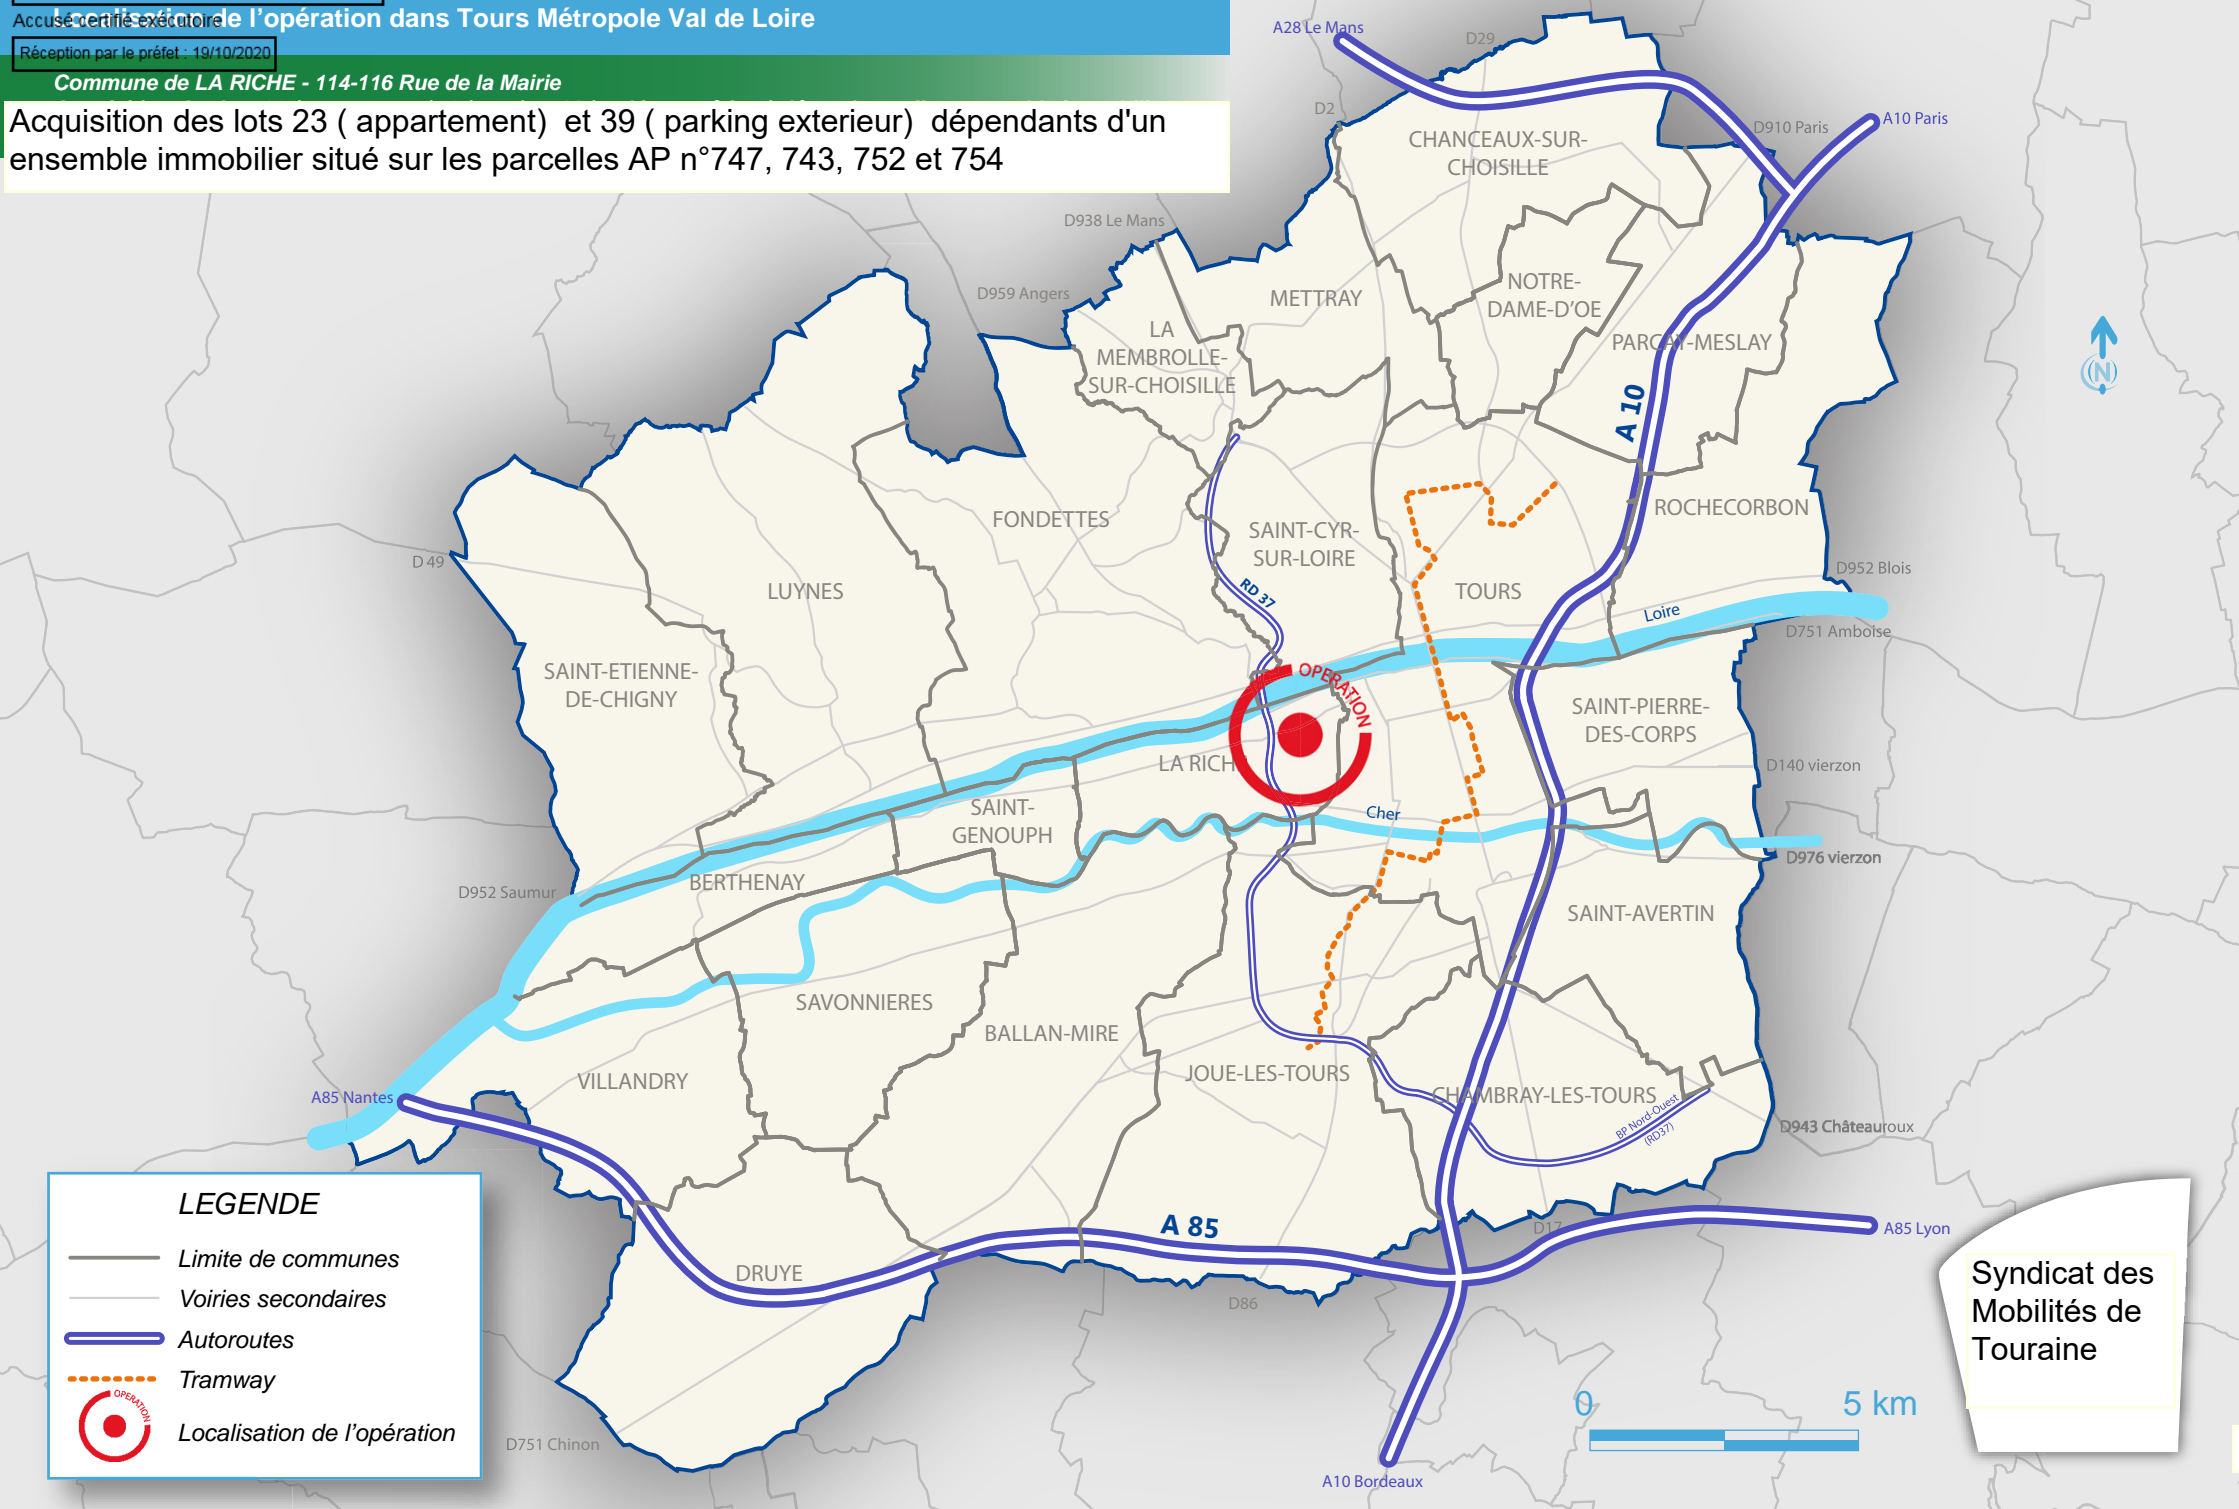 Accusé certifié exécutoire
Localisation de l’opération dans Tours Métropole Val de Loire
Réception par le préfet : 19/10/2020
Commune de LA RICHE - 114-116 Rue de la Mairie
Acquisition des lots 23 ( appartement) et 39 ( parking exterieur) dépendants d'un
ensemble immobilier situé sur les parcelles AP n°747, 743, 752 et 754
A28 Le Mans
D29
D2
D910 Paris
A10 Paris
CHANCEAUX-SUR-
CHOISILLE
D938 Le Mans
D959 Angers
METTRAY
NOTRE-
DAME-D’OE
LA
MEMBROLLE-
SUR-CHOISILLE
PARCAY-MESLAY
N
A 10
ROCHECORBON
FONDETTES
SAINT-CYR-
SUR-LOIRE
D 49
LUYNES
RD 37
TOURS
D952 Blois
Loire
D751 Amboise
SAINT-ETIENNE-
DE-CHIGNY
OPERATION
SAINT-PIERRE-
DES-CORPS
LA RICH
D140 vierzon
SAINT-
GENOUPH
Cher
D976 vierzon
BERTHENAY
D952 Saumur
SAINT-AVERTIN
SAVONNIERES
BALLAN-MIRE
VILLANDRY
JOUE-LES-TOURS
CHAMBRAY-LES-TOURS
A85 Nantes
BP Nord-Ouest
(RD37)
D943 Châteauroux
A 85
D17
A85 Lyon
DRUYE
D86
D751 Chinon
A10 Bordeaux
LEGENDE
Limite de communes
Voiries secondaires
Autoroutes
Tramway
OPERATION
Localisation de l’opération
0 5 km
Syndicat des
Mobilités de
Touraine